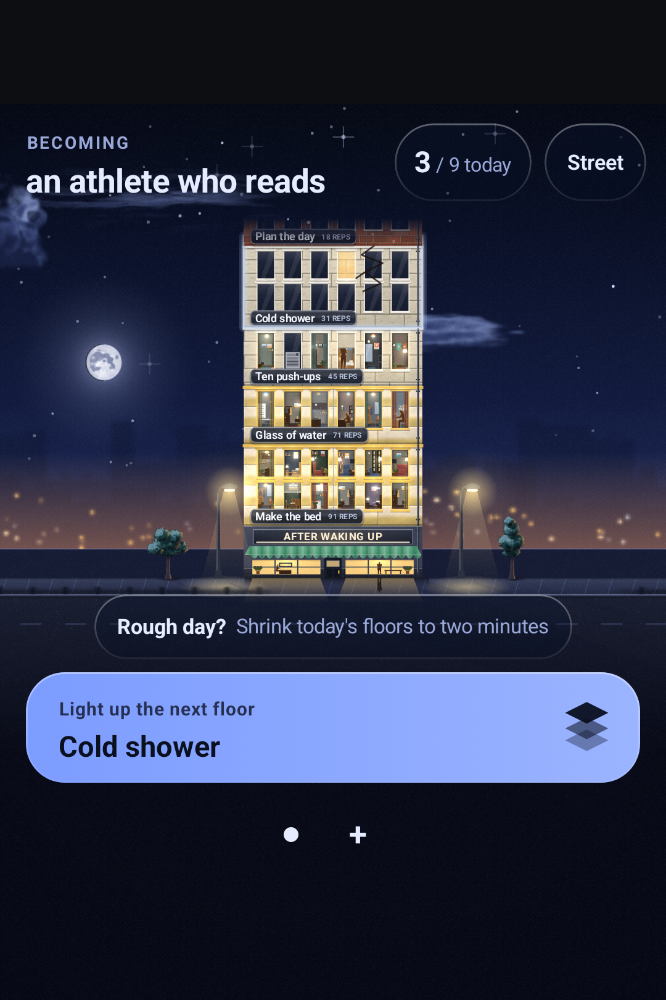 BECOMING
an athlete who reads
3 / 9 today
Street
Plan the day 18 REPS
Cold shower 31 REPS
Ten push-ups 45 REPS
Glass of water 71 REPS
Make the bed 91 REPS
AFTER WAKING UP
Rough day? Shrink today's floors to two minutes
Light up the next floor
Cold shower